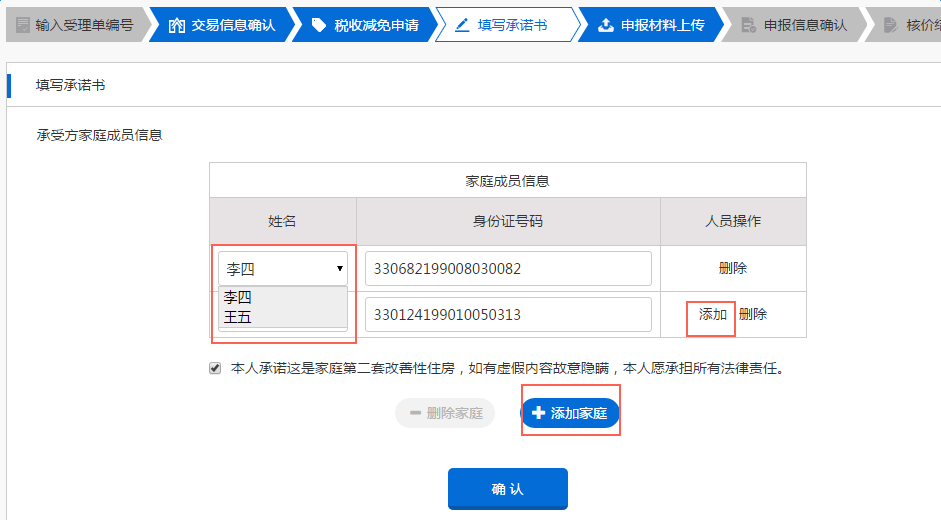 输入受理单编号 交易信息确认 税收减免申请 填写承诺书 申报材料上传 申报信息确认 核价
填写承诺书
承受方家庭成员信息
家庭成员信息
姓名 身份证号码 人员操作
李四 330682199008030082 删除
李四
王五 330124199010050313 添加 删除
本人承诺这是家庭第二套改善性住房，如有虚假内容故意隐瞒，本人愿承担所有法律责任。
删除家庭 添加家庭
确 认